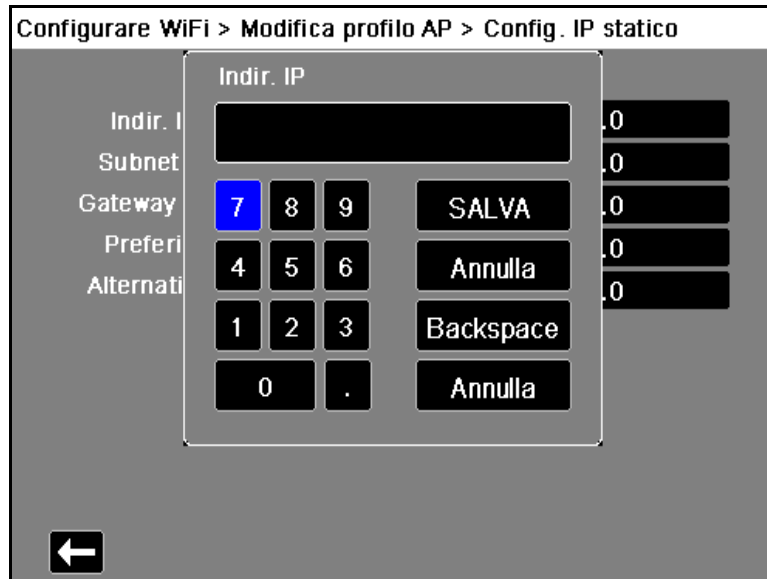 Configurare WiFi > Modifica profilo AP > Config. IP statico
Indir. IP
Indir. I .0
Subnet .0
Gateway .0
Preferi .0
Alternati .0
7 8 9 SALVA
4 5 6 Annulla
1 2 3 Backspace
0 . Annulla